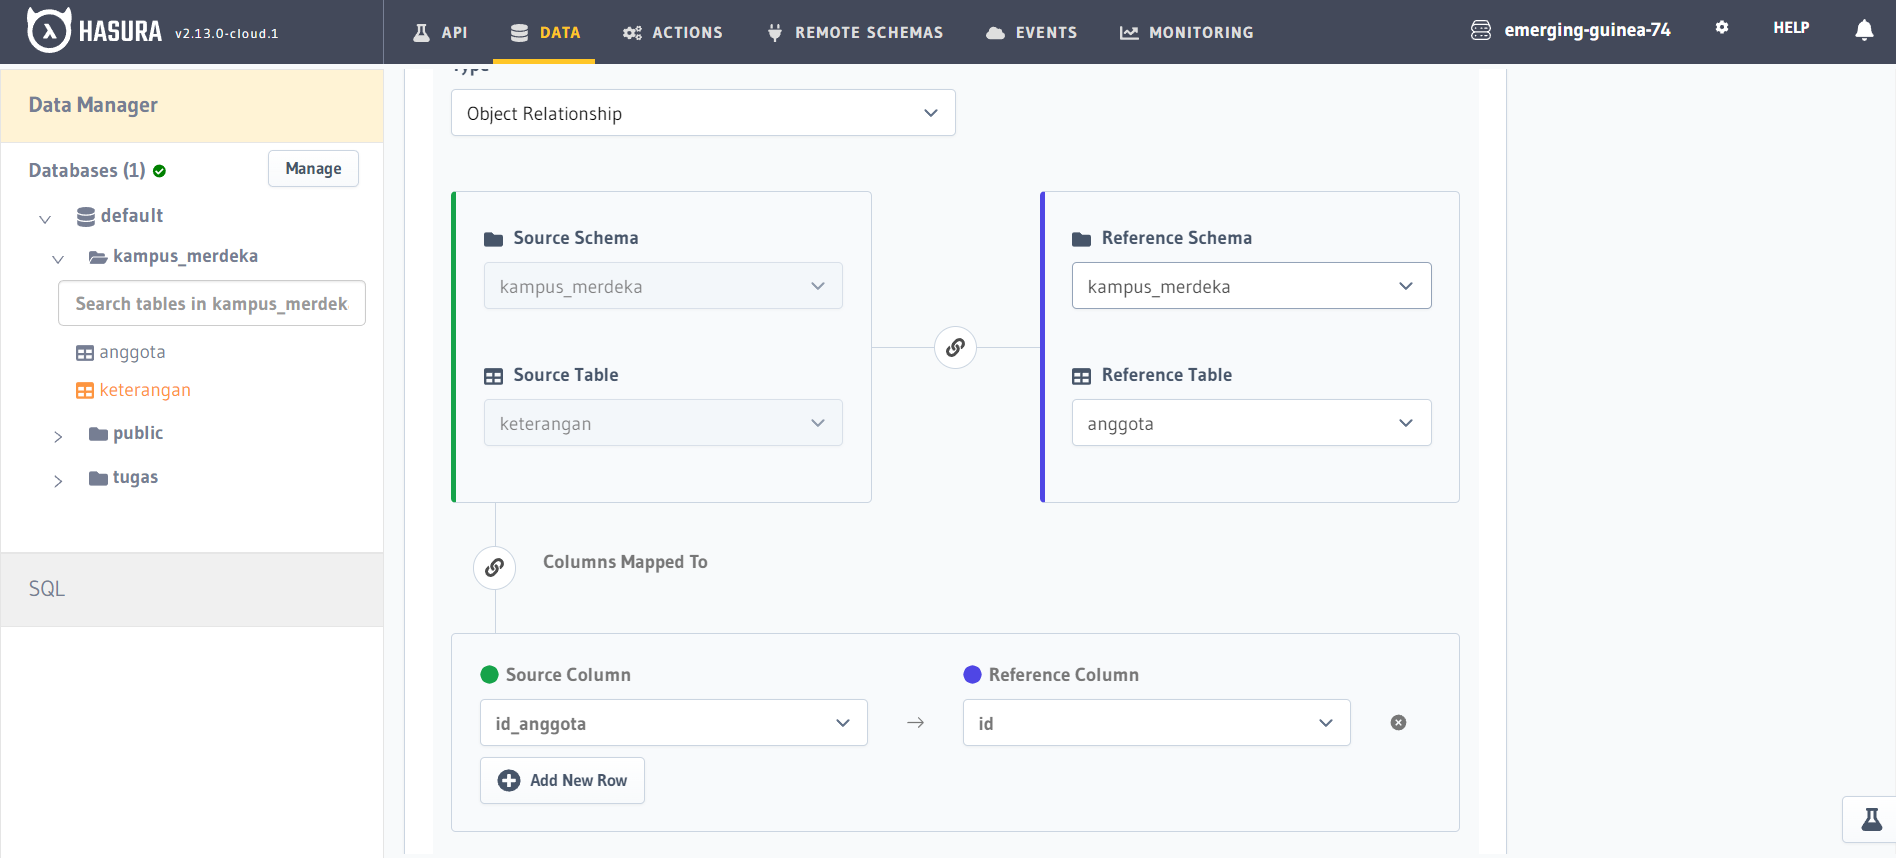 HASURA v2.13.0-cloud.1
API
DATA
ACTIONS
REMOTE SCHEMAS
EVENTS
MONITORING
emerging-guinea-74
HELP
Data Manager
Databases (1)
Manage
default
kampus_merdeka
Search tables in kampus_merdek
anggota
keterangan
public
tugas
SQL
Type
Object Relationship
Source Schema
kampus_merdeka
Source Table
keterangan
Reference Schema
kampus_merdeka
Reference Table
anggota
Columns Mapped To
Source Column
id_anggota
Reference Column
id
Add New Row